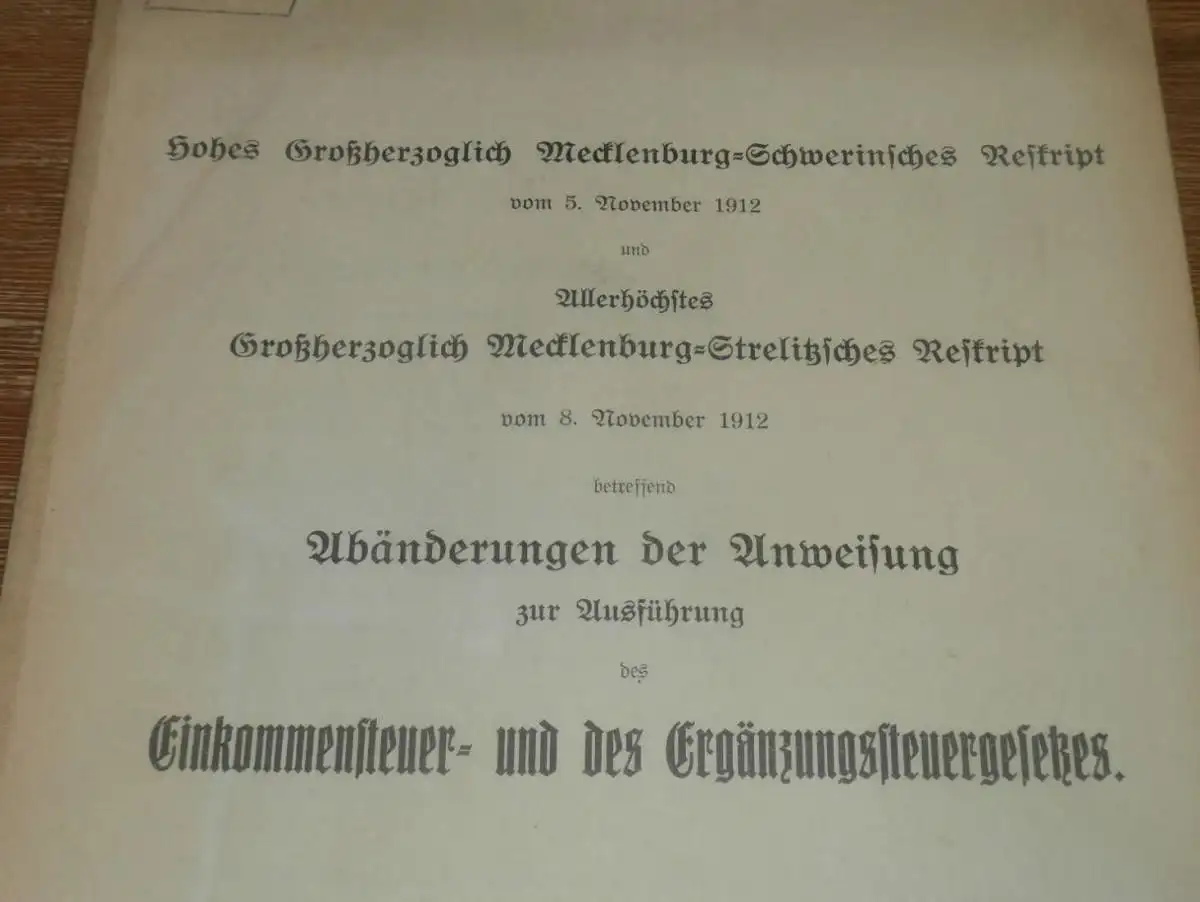 Hohes Großherzoglich Mecklenburg-Schwerinſches Reſkript
vom 5. November 1912
und
Allerhöchſtes
Großherzoglich Mecklenburg-Strelitzſches Reſkript
vom 8. November 1912
betreffend
Abänderungen der Anweiſung
zur Ausführung
des
Einkommenſteuer- und des Ergänzungsſteuergeſetzes.